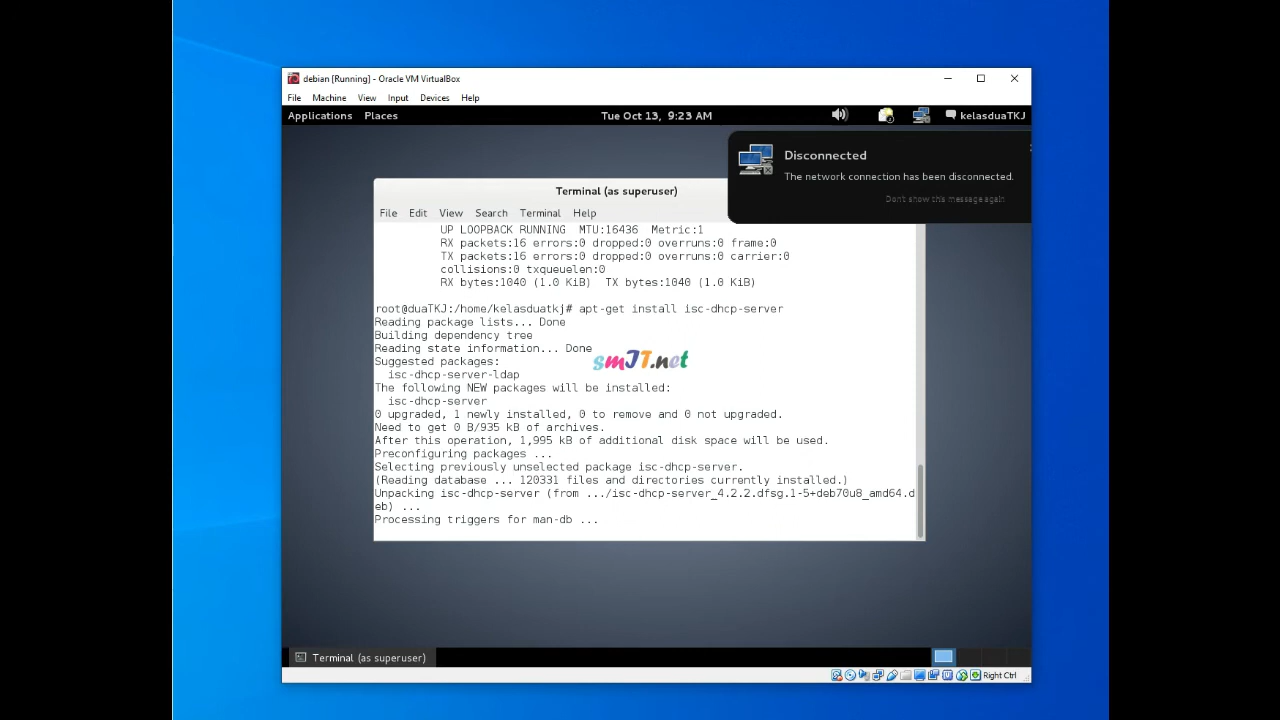 debian [Running] - Oracle VM VirtualBox
File Machine View Input Devices Help
Applications Places Tue Oct 13, 9:23 AM kelasduaTKJ
Disconnected
The network connection has been disconnected.
Don't show this message again
Terminal (as superuser)
File Edit View Search Terminal Help
UP LOOPBACK RUNNING MTU:16436 Metric:1
RX packets:16 errors:0 dropped:0 overruns:0 frame:0
TX packets:16 errors:0 dropped:0 overruns:0 carrier:0
collisions:0 txqueuelen:0
RX bytes:1040 (1.0 KiB) TX bytes:1040 (1.0 KiB)
root@duaTKJ:/home/kelasduatkj# apt-get install isc-dhcp-server
Reading package lists... Done
Building dependency tree
Reading state information... Done
Suggested packages:
isc-dhcp-server-ldap
The following NEW packages will be installed:
isc-dhcp-server
0 upgraded, 1 newly installed, 0 to remove and 0 not upgraded.
Need to get 0 B/935 kB of archives.
After this operation, 1,995 kB of additional disk space will be used.
Preconfiguring packages ...
Selecting previously unselected package isc-dhcp-server.
(Reading database ... 120331 files and directories currently installed.)
Unpacking isc-dhcp-server (from .../isc-dhcp-server_4.2.2.dfsg.1-5+deb70u8_amd64.d
eb) ...
Processing triggers for man-db ...
smIT.net
Terminal (as superuser)
Right Ctrl